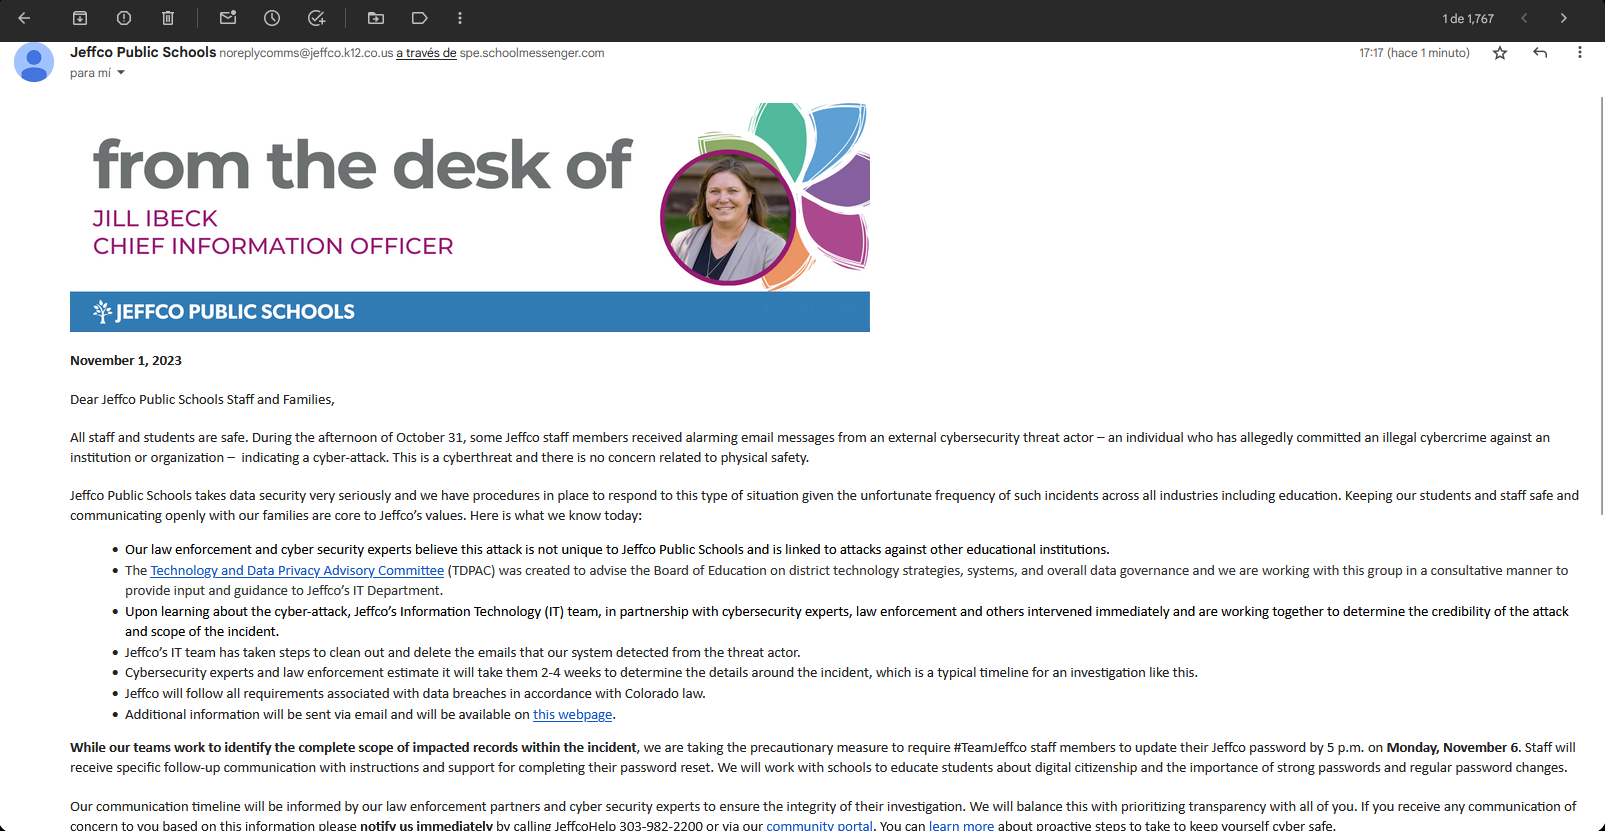 1 de 1,767
Jeffco Public Schools noreplycomms@jeffco.k12.co.us a través de spe.schoolmessenger.com
17:17 (hace 1 minuto)
para mí
from the desk of
JILL IBECK
CHIEF INFORMATION OFFICER
JEFFCO PUBLIC SCHOOLS
November 1, 2023
Dear Jeffco Public Schools Staff and Families,
All staff and students are safe. During the afternoon of October 31, some Jeffco staff members received alarming email messages from an external cybersecurity threat actor – an individual who has allegedly committed an illegal cybercrime against an
institution or organization –  indicating a cyber-attack. This is a cyberthreat and there is no concern related to physical safety.
Jeffco Public Schools takes data security very seriously and we have procedures in place to respond to this type of situation given the unfortunate frequency of such incidents across all industries including education. Keeping our students and staff safe and
communicating openly with our families are core to Jeffco’s values. Here is what we know today:
• Our law enforcement and cyber security experts believe this attack is not unique to Jeffco Public Schools and is linked to attacks against other educational institutions.
• The Technology and Data Privacy Advisory Committee (TDPAC) was created to advise the Board of Education on district technology strategies, systems, and overall data governance and we are working with this group in a consultative manner to
provide input and guidance to Jeffco’s IT Department.
• Upon learning about the cyber-attack, Jeffco’s Information Technology (IT) team, in partnership with cybersecurity experts, law enforcement and others intervened immediately and are working together to determine the credibility of the attack
and scope of the incident.
• Jeffco’s IT team has taken steps to clean out and delete the emails that our system detected from the threat actor.
• Cybersecurity experts and law enforcement estimate it will take them 2-4 weeks to determine the details around the incident, which is a typical timeline for an investigation like this.
• Jeffco will follow all requirements associated with data breaches in accordance with Colorado law.
• Additional information will be sent via email and will be available on this webpage.
While our teams work to identify the complete scope of impacted records within the incident, we are taking the precautionary measure to require #TeamJeffco staff members to update their Jeffco password by 5 p.m. on Monday, November 6. Staff will
receive specific follow-up communication with instructions and support for completing their password reset. We will work with schools to educate students about digital citizenship and the importance of strong passwords and regular password changes.
Our communication timeline will be informed by our law enforcement partners and cyber security experts to ensure the integrity of their investigation. We will balance this with prioritizing transparency with all of you. If you receive any communication of
concern to you based on this information please notify us immediately by calling JeffcoHelp 303-982-2200 or via our community portal. You can learn more about proactive steps to take to keep yourself cyber safe.